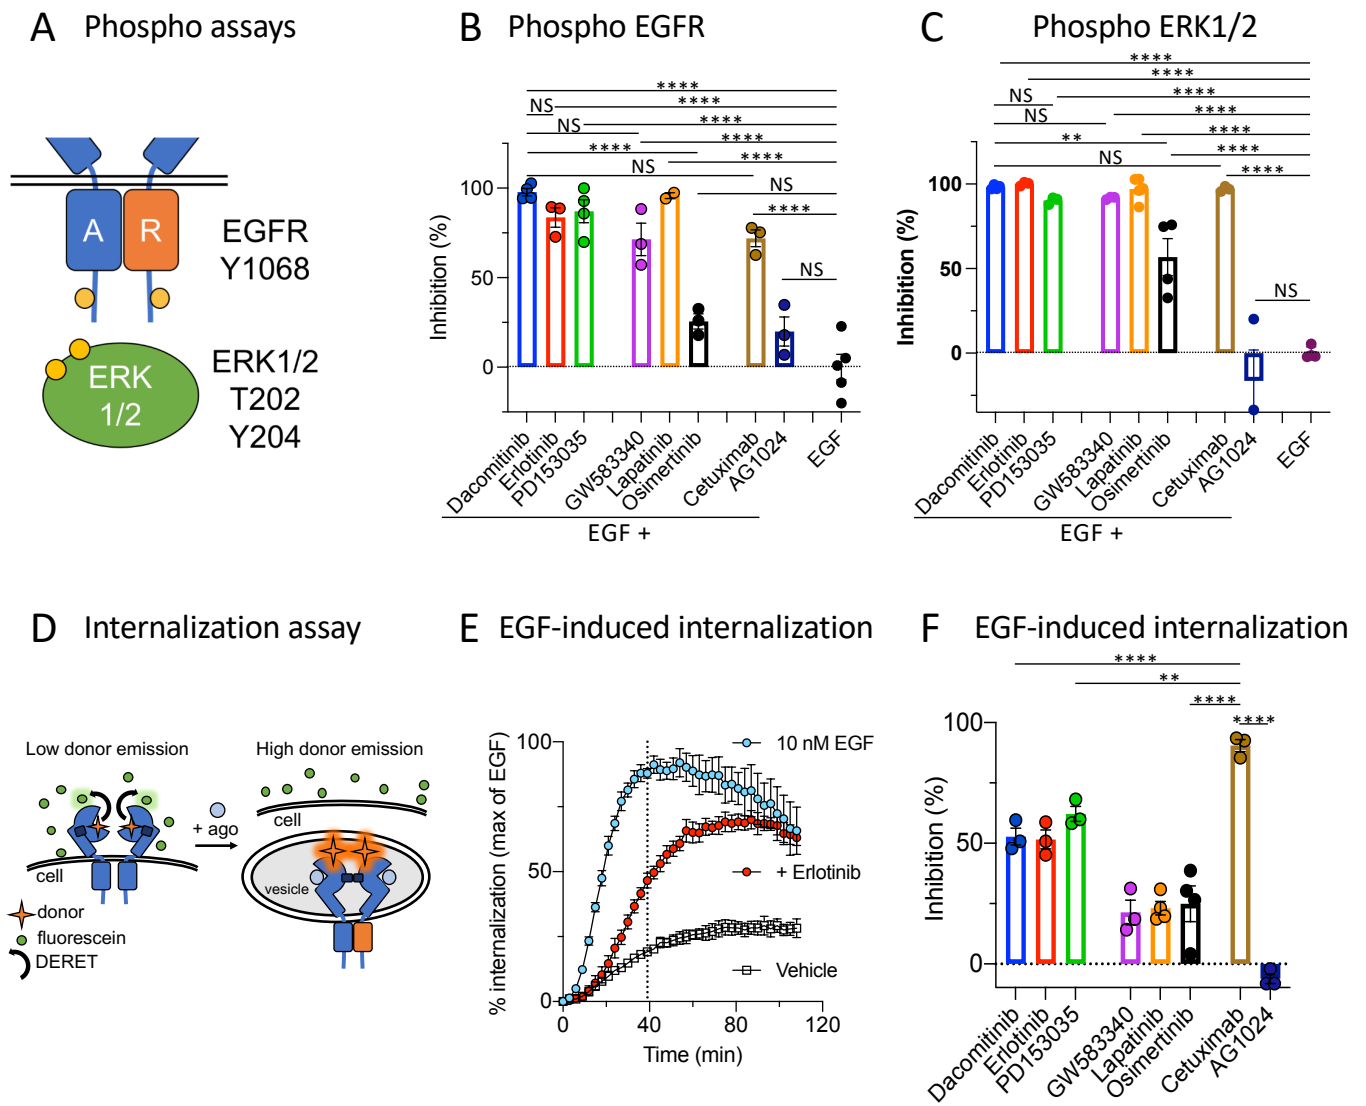 A Phospho assays
A R
EGFR
Y1068
ERK
1/2
ERK1/2
T202
Y204
B Phospho EGFR
****
NS ****
****
NS ****
****
NS ****
NS
****
NS
Inhibition (%)
100
50
0
Dacomitinib
Erlotinib
PD153035
GW583340
Lapatinib
Osimertinib
Cetuximab
AG1024
EGF
EGF +
C Phospho ERK1/2
****
****
NS ****
NS ****
** ****
****
NS ****
NS
Inhibition (%)
100
50
0
Dacomitinib
Erlotinib
PD153035
GW583340
Lapatinib
Osimertinib
Cetuximab
AG1024
EGF
EGF +
D Internalization assay
Low donor emission
High donor emission
+ ago
cell
cell
vesicle
donor
fluorescein
DERET
E EGF-induced internalization
% internalization (max of EGF)
100
50
0
0 40 80 120
Time (min)
10 nM EGF
+ Erlotinib
Vehicle
F EGF-induced internalization
****
**
****
****
Inhibition (%)
100
50
0
Dacomitinib
Erlotinib
PD153035
GW583340
Lapatinib
Osimertinib
Cetuximab
AG1024